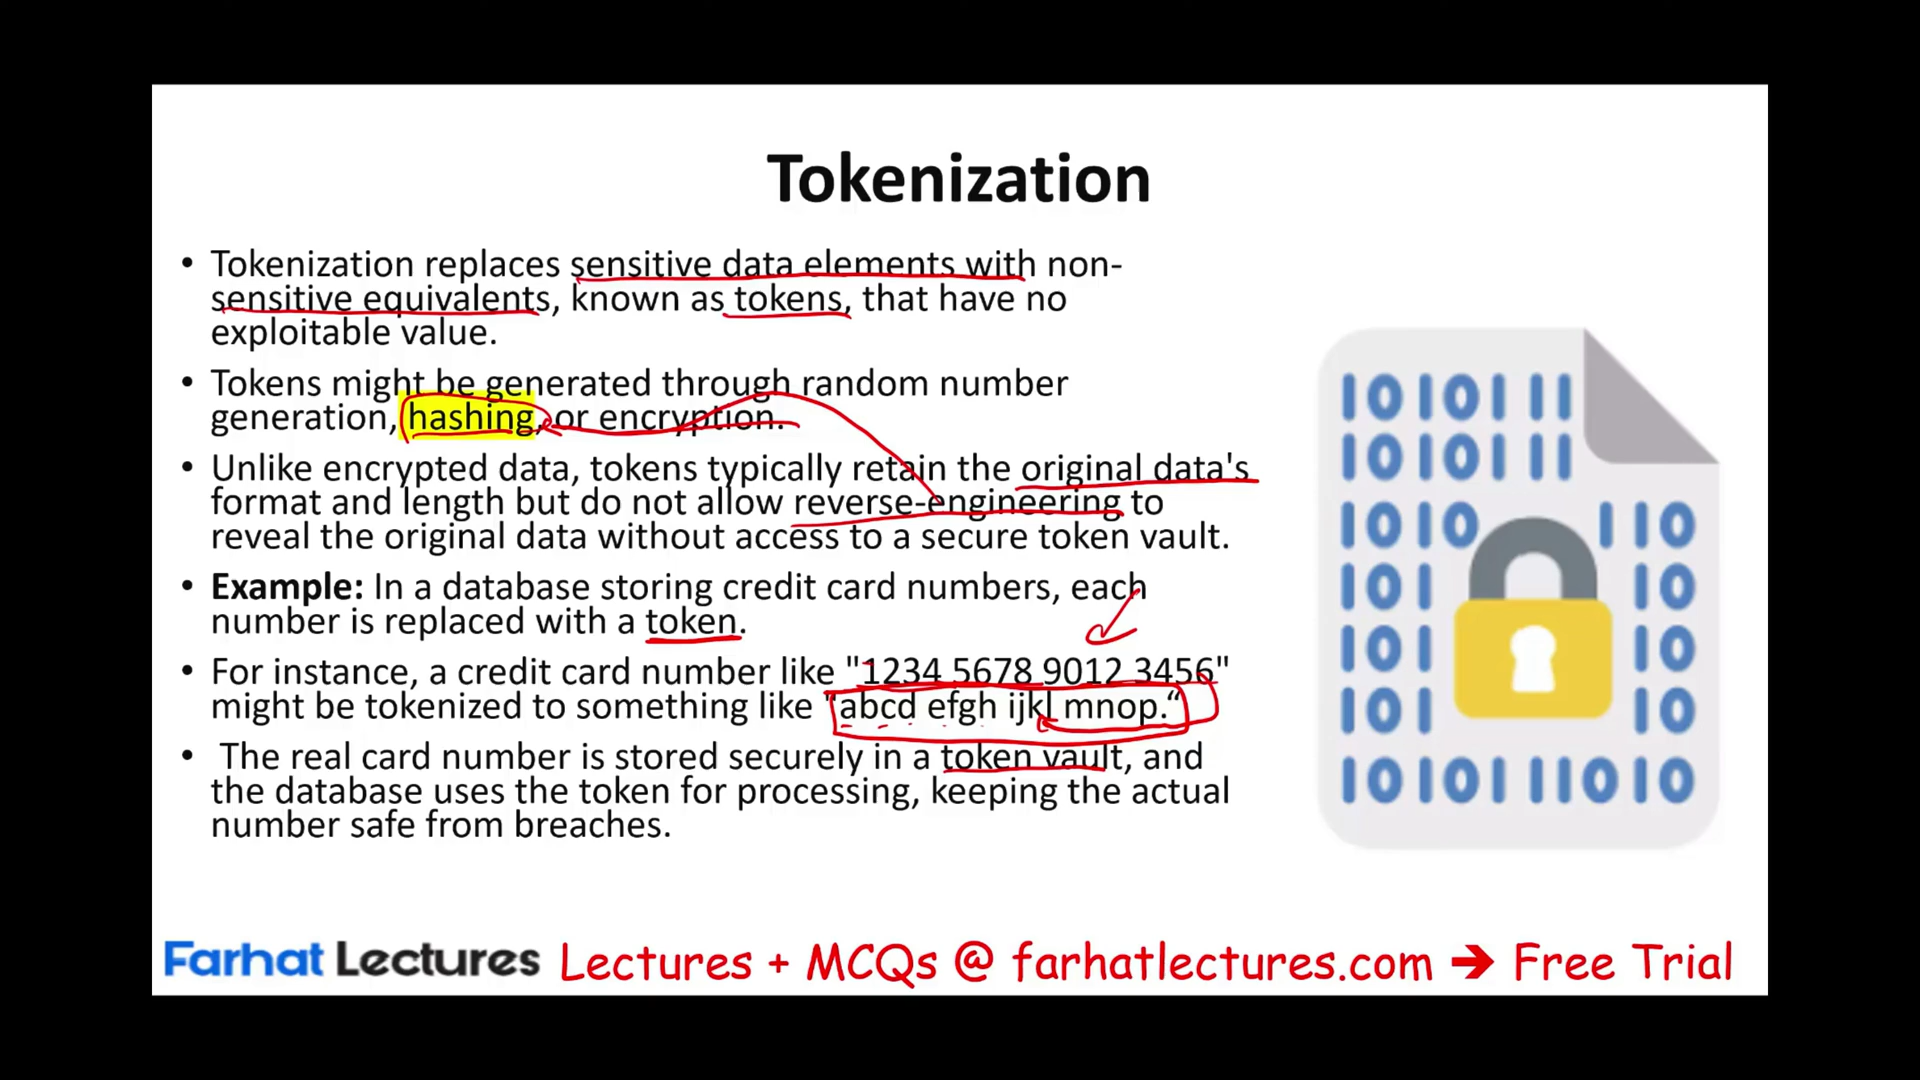 Tokenization
• Tokenization replaces sensitive data elements with non-
sensitive equivalents, known as tokens, that have no
exploitable value.
• Tokens might be generated through random number
generation, hashing, or encryption.
• Unlike encrypted data, tokens typically retain the original data's
format and length but do not allow reverse-engineering to
reveal the original data without access to a secure token vault.
• Example: In a database storing credit card numbers, each
number is replaced with a token.
• For instance, a credit card number like "1234 5678 9012 3456"
might be tokenized to something like "abcd efgh ijkl mnop.“
• The real card number is stored securely in a token vault, and
the database uses the token for processing, keeping the actual
number safe from breaches.
10101 11
10101 11
1010 110
101 10
101 10
101 10
10101 11010
Farhat Lectures Lectures + MCQs @ farhatlectures.com ➔ Free Trial